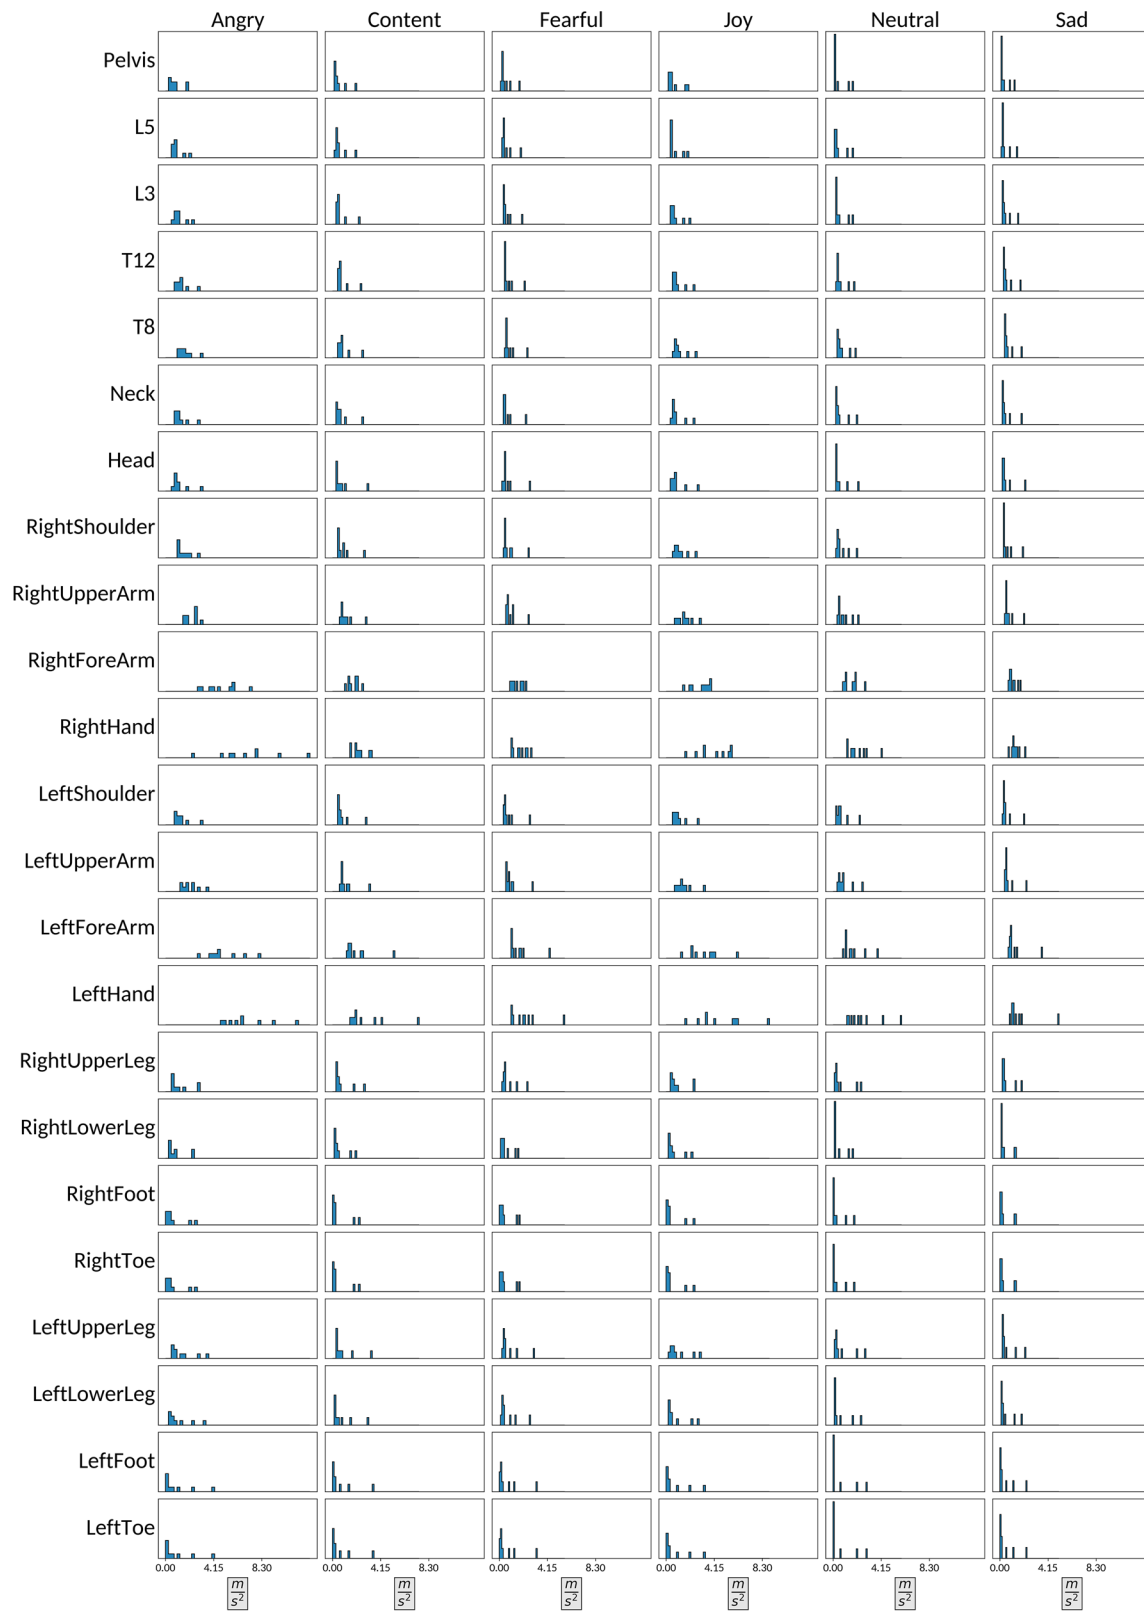 Angry Content Fearful Joy Neutral Sad
Pelvis
L5
L3
T12
T8
Neck
Head
RightShoulder
RightUpperArm
RightForeArm
RightHand
LeftShoulder
LeftUpperArm
LeftForeArm
LeftHand
RightUpperLeg
RightLowerLeg
RightFoot
RightToe
LeftUpperLeg
LeftLowerLeg
LeftFoot
LeftToe
0.00 4.15 8.30 0.00 4.15 8.30 0.00 4.15 8.30 0.00 4.15 8.30 0.00 4.15 8.30 0.00 4.15 8.30
m m m m m m
s² s² s² s² s² s²